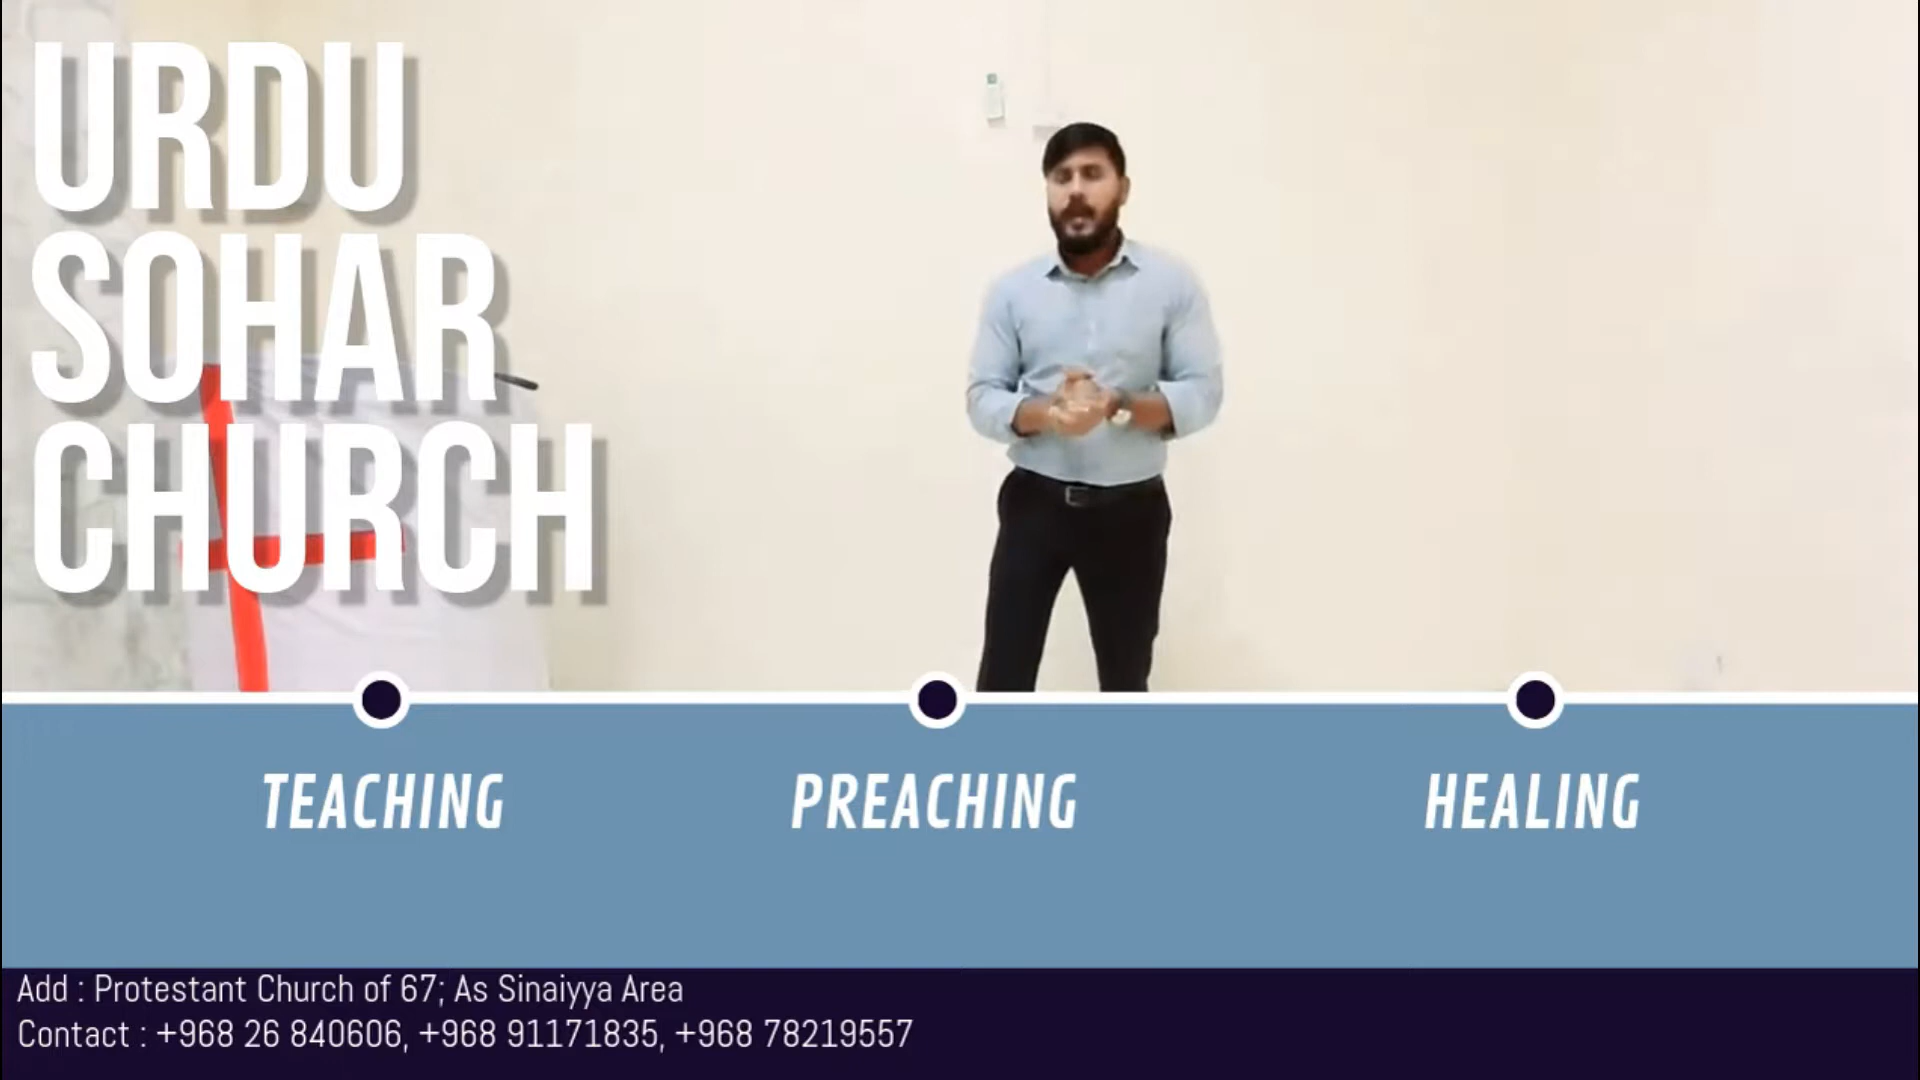 URDU
SOHAR
CHURCH
TEACHING
PREACHING
HEALING
Add : Protestant Church of 67; As Sinaiyya Area
Contact : +968 26 840606, +968 91171835, +968 78219557